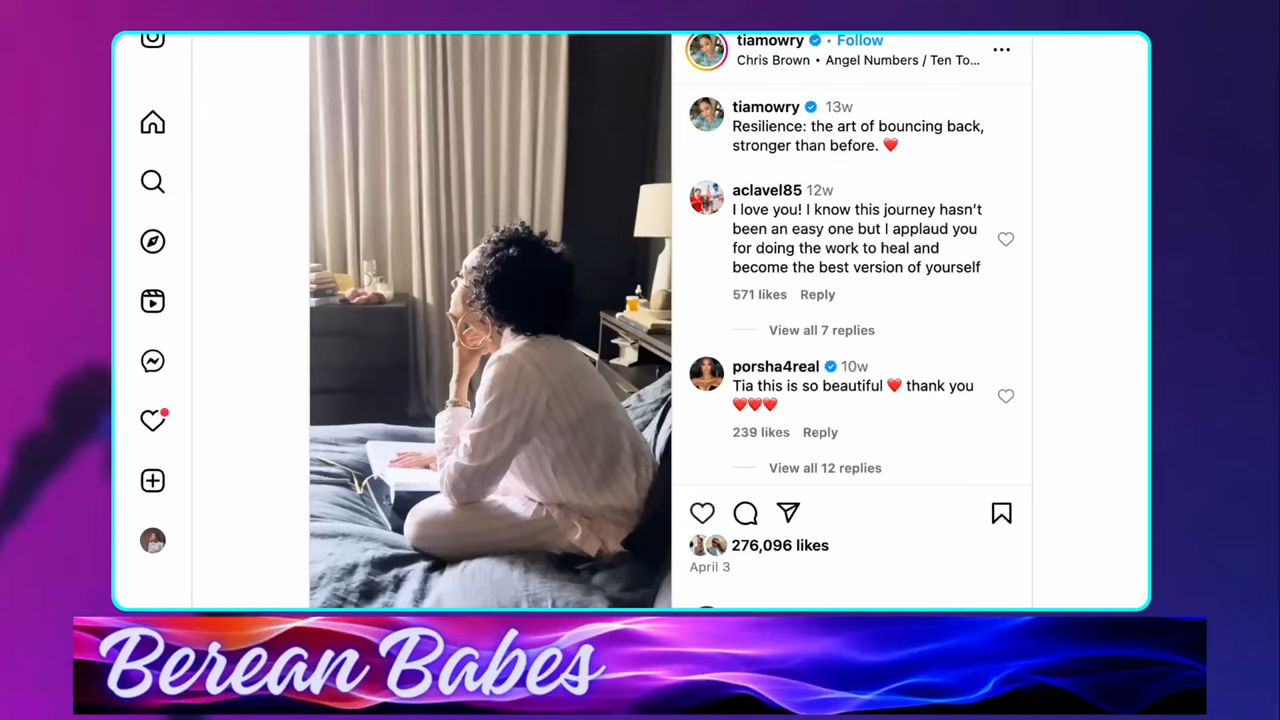 tiamowry • Follow
Chris Brown • Angel Numbers / Ten To...
tiamowry 13w
Resilience: the art of bouncing back,
stronger than before. ❤️
aclavel85 12w
I love you! I know this journey hasn't
been an easy one but I applaud you
for doing the work to heal and
become the best version of yourself
571 likes Reply
View all 7 replies
porsha4real 10w
Tia this is so beautiful ❤️ thank you
❤️❤️❤️
239 likes Reply
View all 12 replies
276,096 likes
April 3
Berean Babes